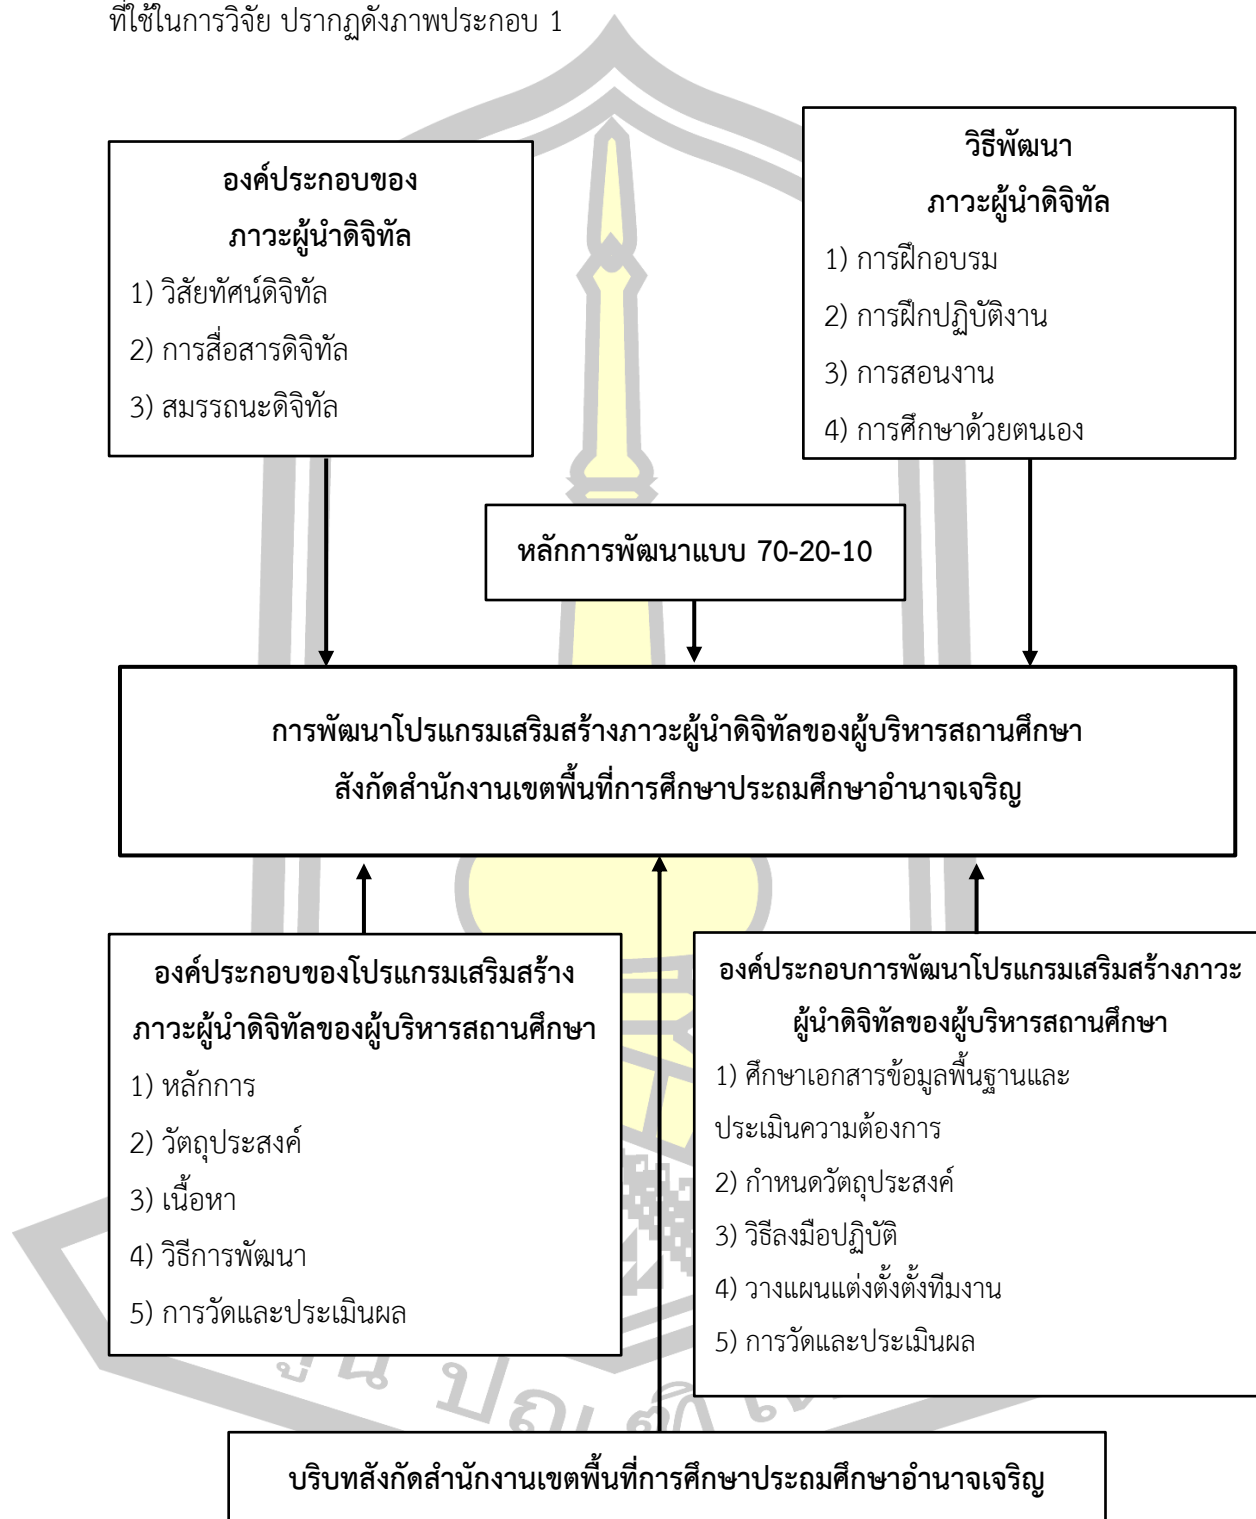 ที่ใช้ในการวิจัย ปรากฏดังภาพประกอบ 1
องค์ประกอบของ
ภาวะผู้นำดิจิทัล
1) วิสัยทัศน์ดิจิทัล
2) การสื่อสารดิจิทัล
3) สมรรถนะดิจิทัล
วิธีพัฒนา
ภาวะผู้นำดิจิทัล
1) การฝึกอบรม
2) การฝึกปฏิบัติงาน
3) การสอนงาน
4) การศึกษาด้วยตนเอง
หลักการพัฒนาแบบ 70-20-10
การพัฒนาโปรแกรมเสริมสร้างภาวะผู้นำดิจิทัลของผู้บริหารสถานศึกษา
สังกัดสำนักงานเขตพื้นที่การศึกษาประถมศึกษาอำนาจเจริญ
องค์ประกอบของโปรแกรมเสริมสร้าง
ภาวะผู้นำดิจิทัลของผู้บริหารสถานศึกษา
1) หลักการ
2) วัตถุประสงค์
3) เนื้อหา
4) วิธีการพัฒนา
5) การวัดและประเมินผล
องค์ประกอบการพัฒนาโปรแกรมเสริมสร้างภาวะ
ผู้นำดิจิทัลของผู้บริหารสถานศึกษา
1) ศึกษาเอกสารข้อมูลพื้นฐานและ
ประเมินความต้องการ
2) กำหนดวัตถุประสงค์
3) วิธีลงมือปฏิบัติ
4) วางแผนแต่งตั้งตั้งทีมงาน
5) การวัดและประเมินผล
บริบทสังกัดสำนักงานเขตพื้นที่การศึกษาประถมศึกษาอำนาจเจริญ